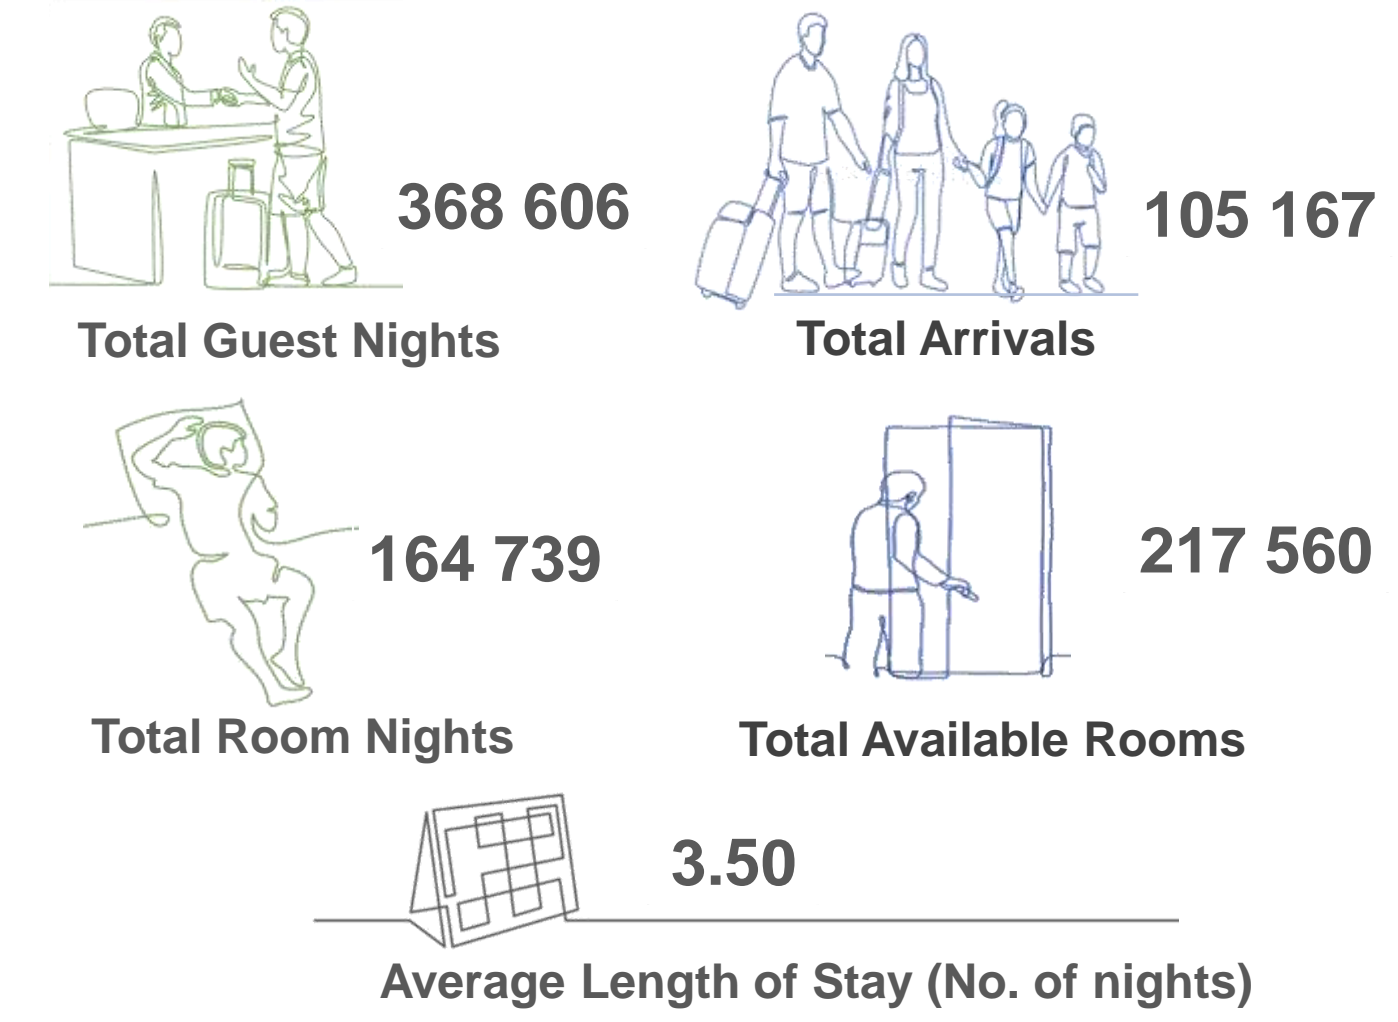 368 606
105 167
Total Guest Nights
Total Arrivals
164 739
217 560
Total Room Nights
Total Available Rooms
3.50
Average Length of Stay (No. of nights)